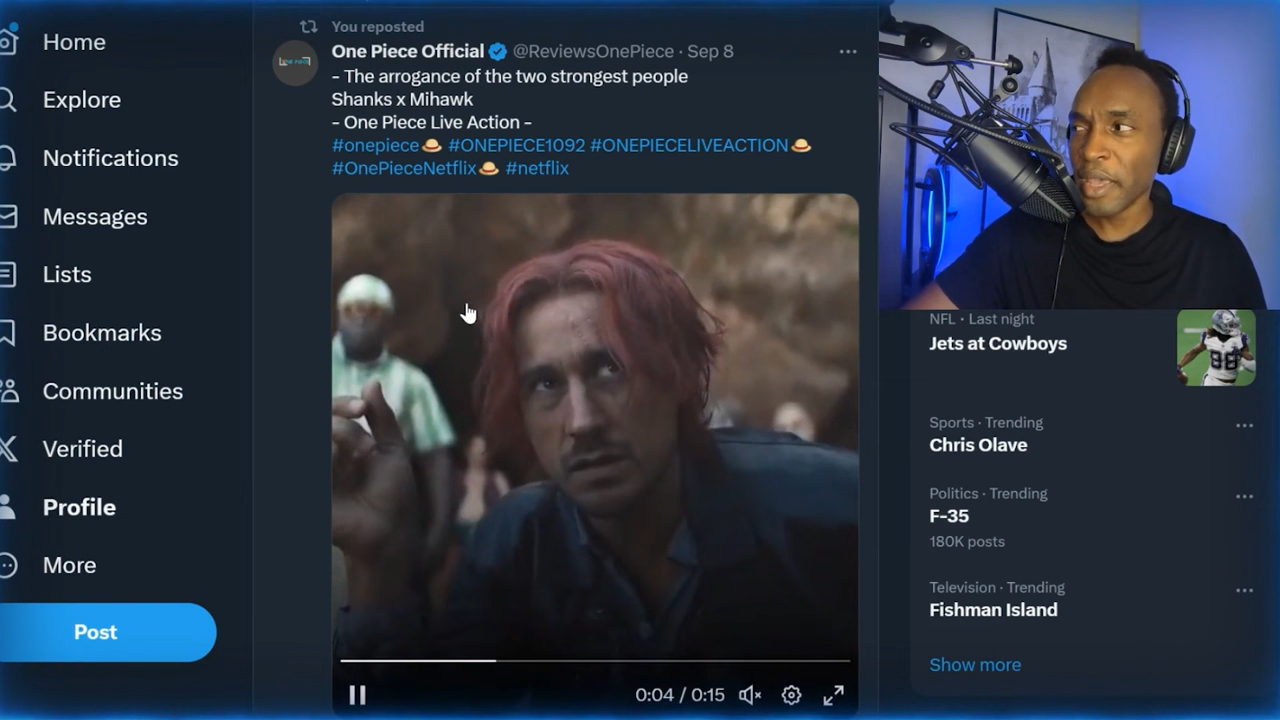 Home
Explore
Notifications
Messages
Lists
Bookmarks
Communities
Verified
Profile
More
Post
You reposted
One Piece Official @ReviewsOnePiece · Sep 8
- The arrogance of the two strongest people
Shanks x Mihawk
- One Piece Live Action -
#onepiece #ONEPIECE1092 #ONEPIECELIVEACTION
#OnePieceNetflix #netflix
0:04 / 0:15
NFL · Last night
Jets at Cowboys
Sports · Trending
Chris Olave
Politics · Trending
F-35
180K posts
Television · Trending
Fishman Island
Show more